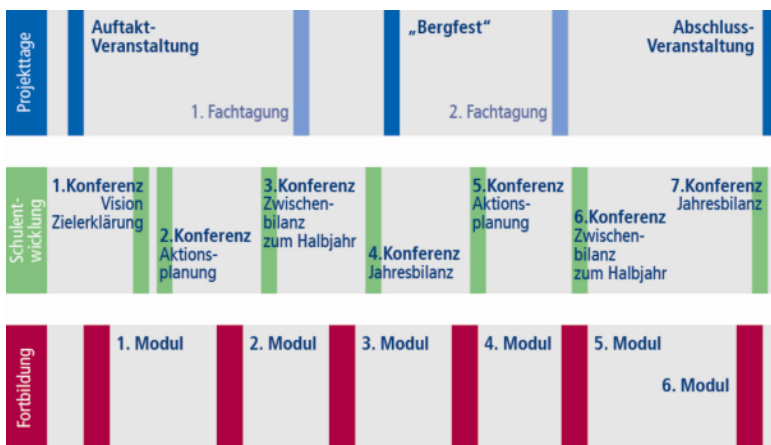 Projekttage
Auftakt-
Veranstaltung
1. Fachtagung
„Bergfest“
2. Fachtagung
Abschluss-
Veranstaltung
Schulent-
wicklung
1.Konferenz
Vision
Zielerklärung
2.Konferenz
Aktions-
planung
3.Konferenz
Zwischen-
bilanz
zum Halbjahr
4.Konferenz
Jahresbilanz
5.Konferenz
Aktions-
planung
6.Konferenz
Zwischen-
bilanz
zum Halbjahr
7.Konferenz
Jahresbilanz
Fortbildung
1. Modul
2. Modul
3. Modul
4. Modul
5. Modul
6. Modul